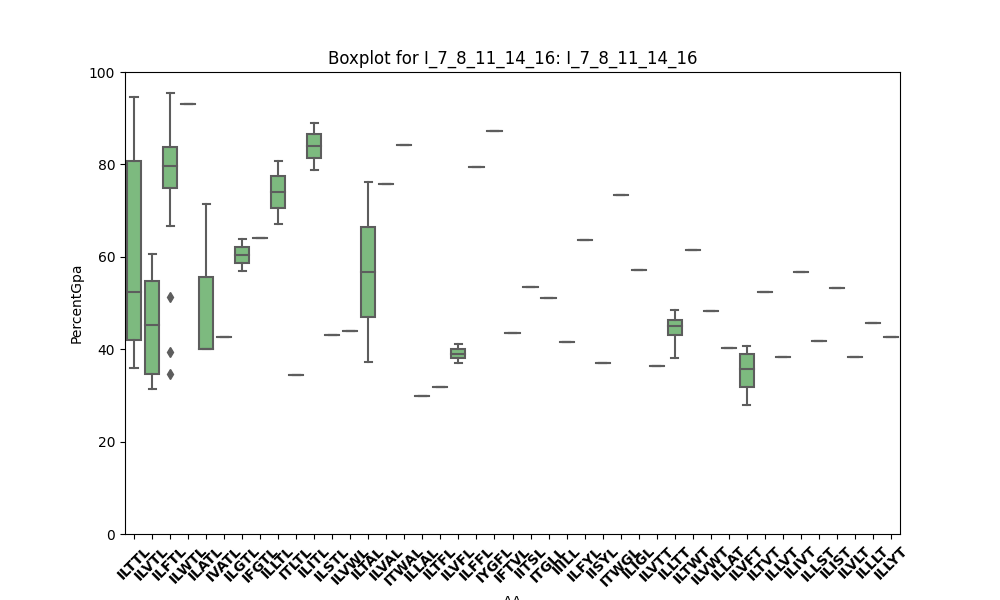 Boxplot for I_7_8_11_14_16: I_7_8_11_14_16
PercentGpa
100
80
60
40
20
0
ILTTL
ILVTL
ILFTL
ILWTL
ILATL
IVATL
ILGTL
IFGTL
ILLTL
ITLTL
ILITL
ILSTL
ILVWL
ILTAL
ILVAL
ITWAL
ILLAL
ILTFL
ILVFL
ILFFL
IYGFL
IFTVL
IITSL
ITGLL
ILFYL
IISYL
ITWGL
ILIGL
ILVTT
ILLTT
ILTWT
ILVWT
ILLAT
ILVFT
ILTVT
ILLVT
ILIVT
ILLST
ILIST
ILVLT
ILLLT
ILLYT
AA